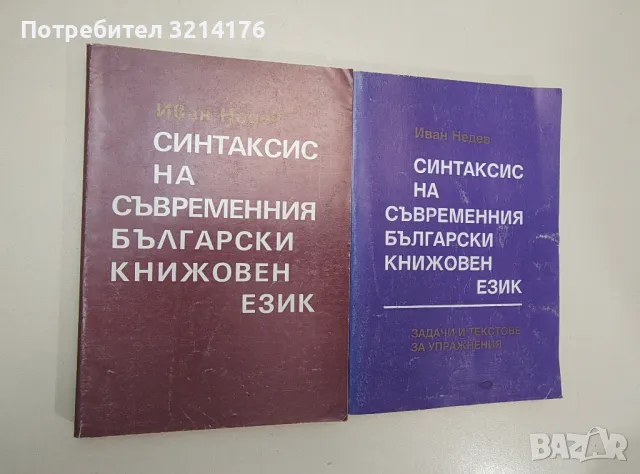 Потребител 3214176
Иван Недев
СИНТАКСИС
НА
СЪВРЕМЕННИЯ
БЪЛГАРСКИ
КНИЖОВЕН
ЕЗИК
Иван Недев
СИНТАКСИС
НА
СЪВРЕМЕННИЯ
БЪЛГАРСКИ
КНИЖОВЕН
ЕЗИК
ЗАДАЧИ И ТЕКСТОВЕ
ЗА УПРАЖНЕНИЯ
bazar